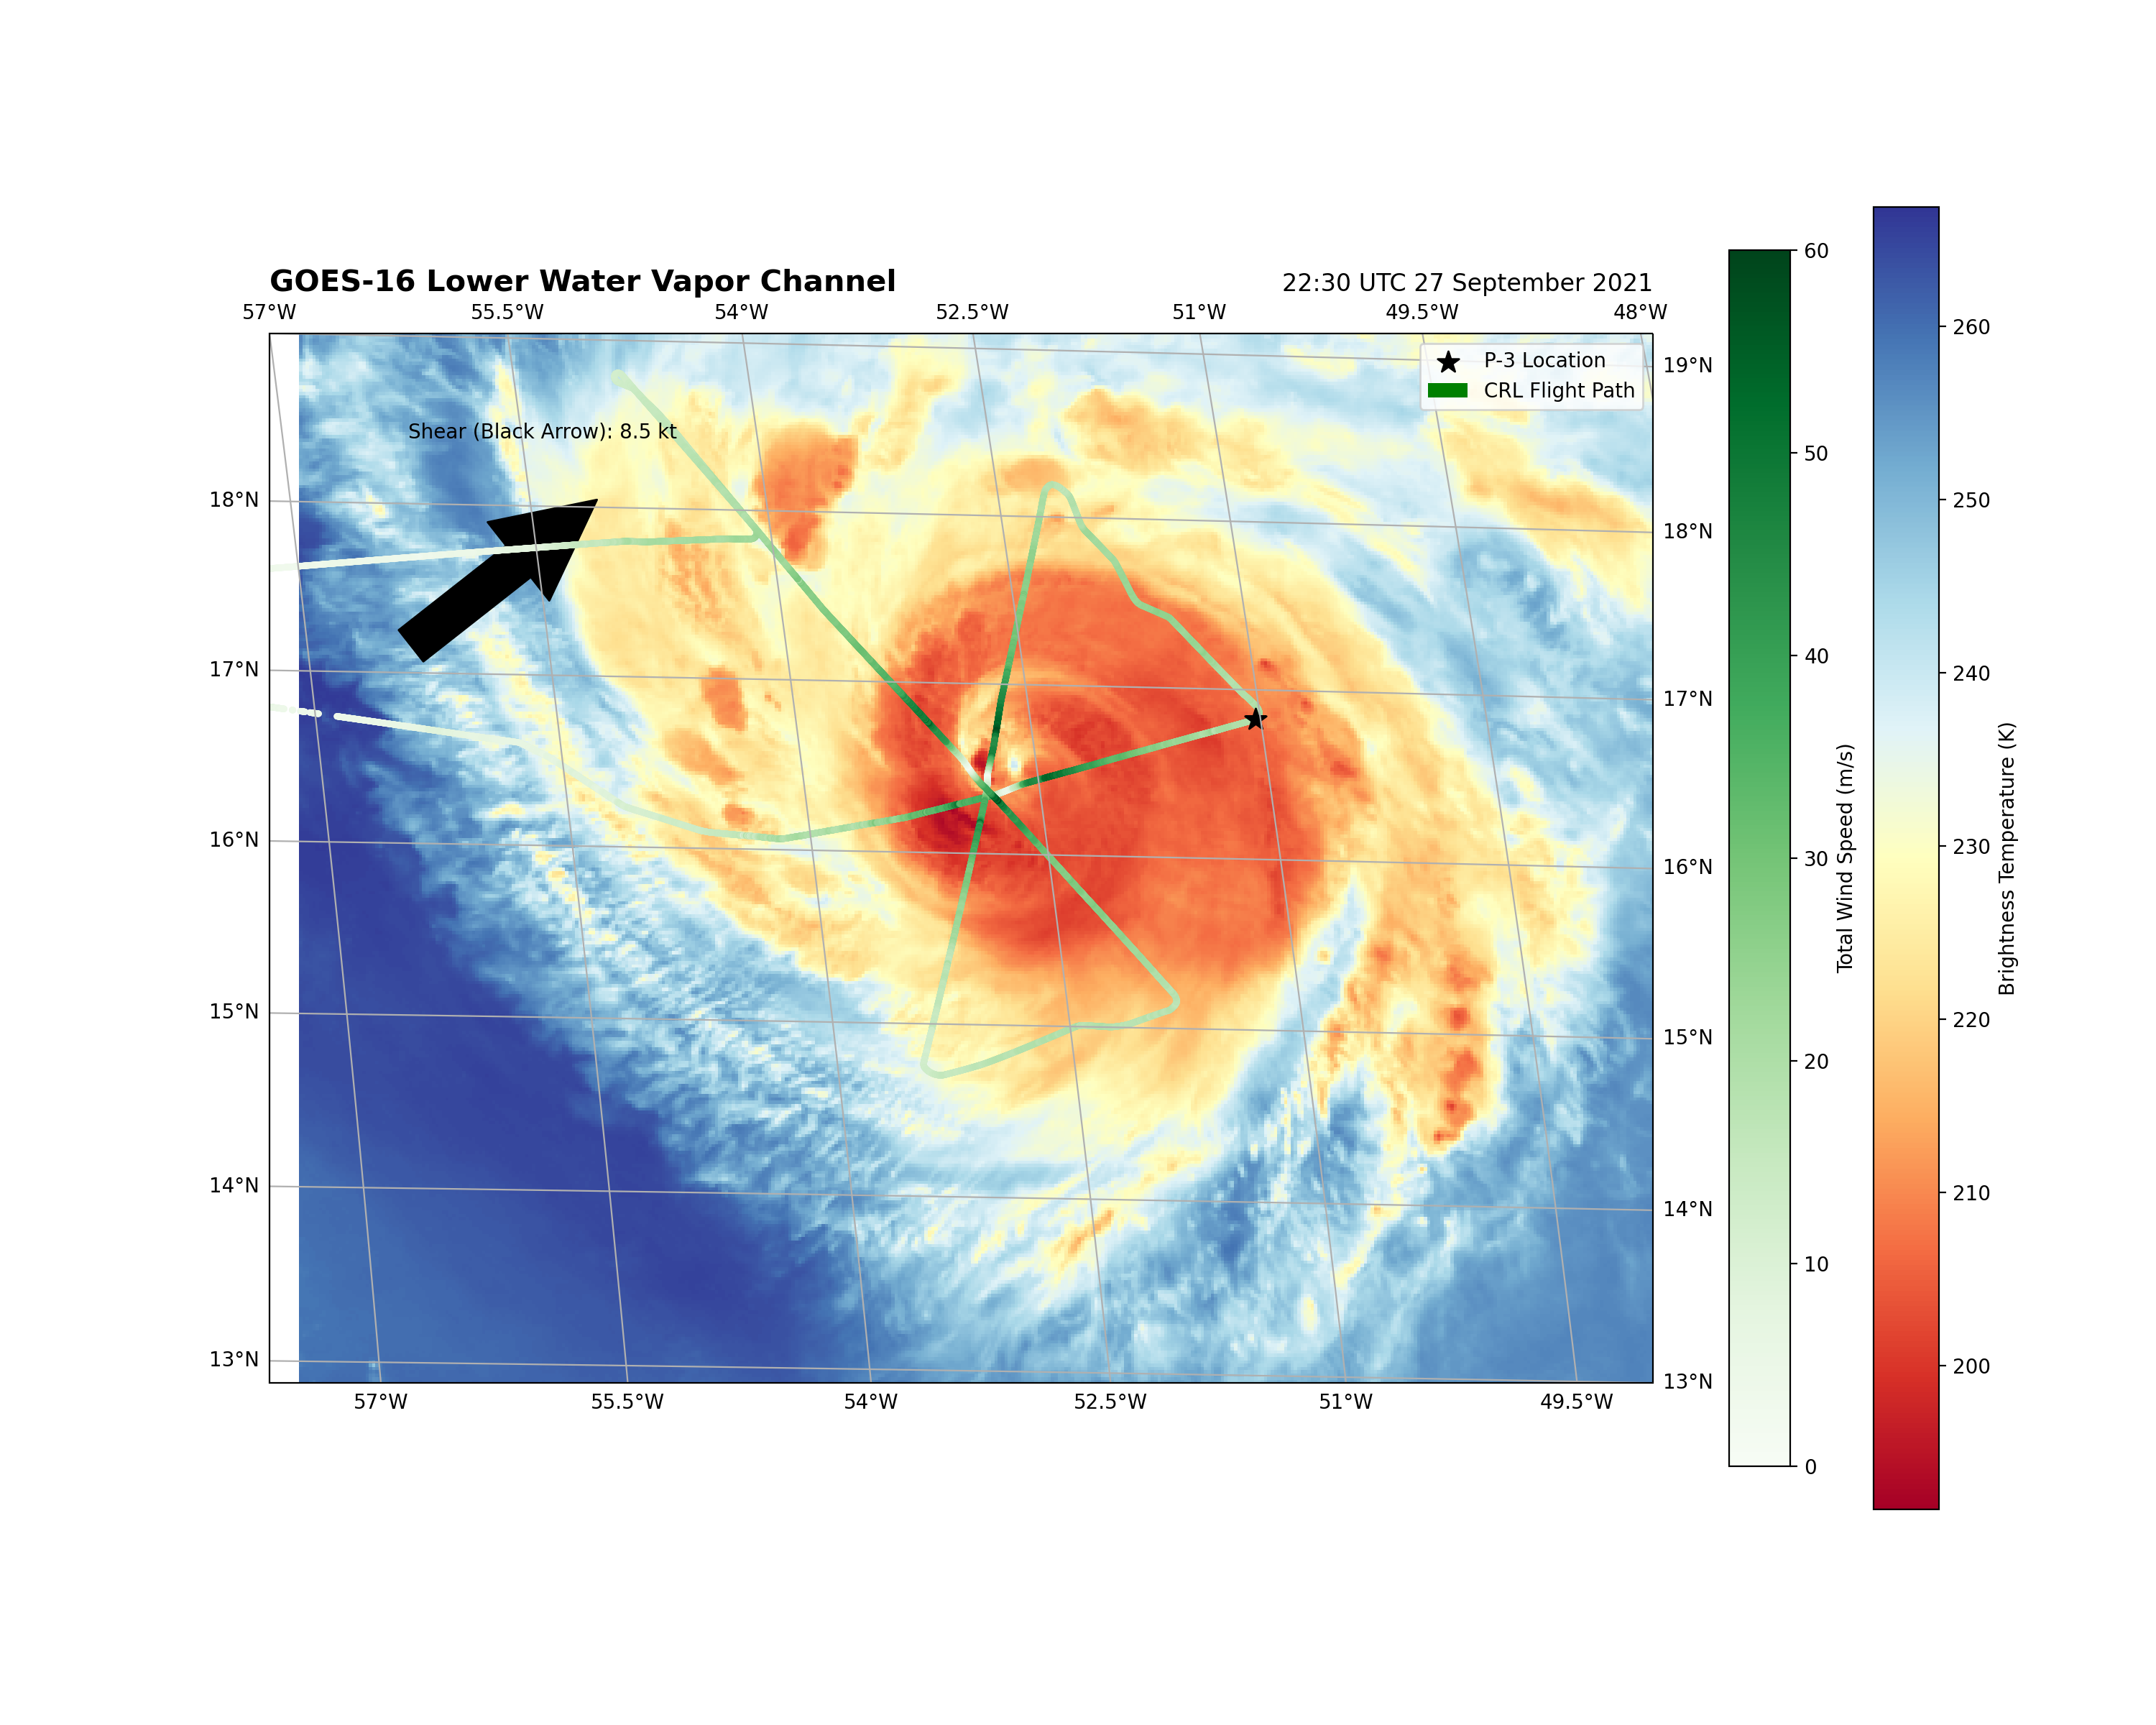 GOES-16 Lower Water Vapor Channel
22:30 UTC 27 September 2021
57°W 55.5°W 54°W 52.5°W 51°W 49.5°W 48°W
P-3 Location
CRL Flight Path
Shear (Black Arrow): 8.5 kt
18°N
17°N
16°N
15°N
14°N
13°N
19°N
18°N
17°N
16°N
15°N
14°N
13°N
57°W 55.5°W 54°W 52.5°W 51°W 49.5°W
60
50
40
30
20
10
0
Total Wind Speed (m/s)
260
250
240
230
220
210
200
Brightness Temperature (K)